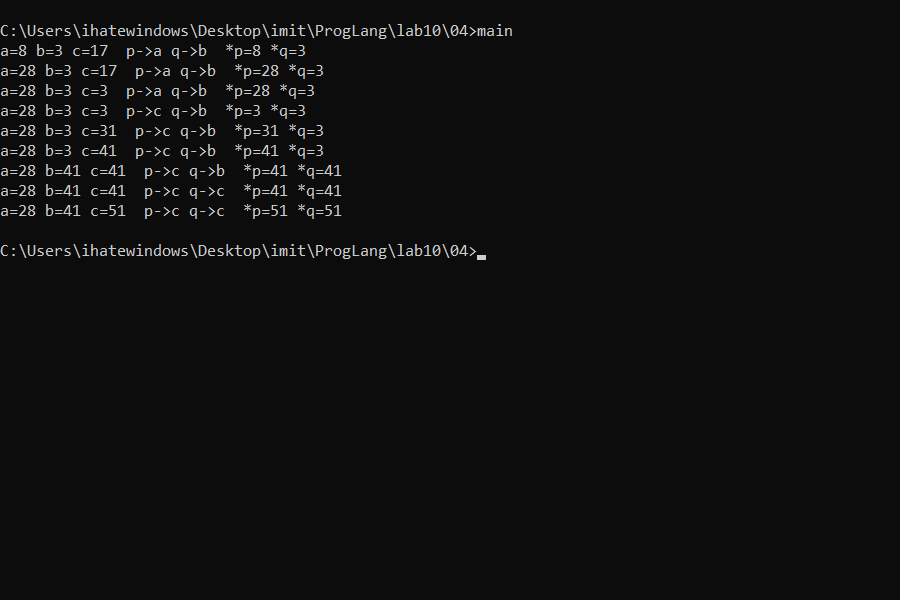 C:\Users\ihatewindows\Desktop\imit\ProgLang\lab10\04>main
a=8 b=3 c=17  p->a q->b  *p=8 *q=3
a=28 b=3 c=17  p->a q->b  *p=28 *q=3
a=28 b=3 c=3  p->a q->b  *p=28 *q=3
a=28 b=3 c=3  p->c q->b  *p=3 *q=3
a=28 b=3 c=31  p->c q->b  *p=31 *q=3
a=28 b=3 c=41  p->c q->b  *p=41 *q=3
a=28 b=41 c=41  p->c q->b  *p=41 *q=41
a=28 b=41 c=41  p->c q->c  *p=41 *q=41
a=28 b=41 c=51  p->c q->c  *p=51 *q=51
C:\Users\ihatewindows\Desktop\imit\ProgLang\lab10\04>